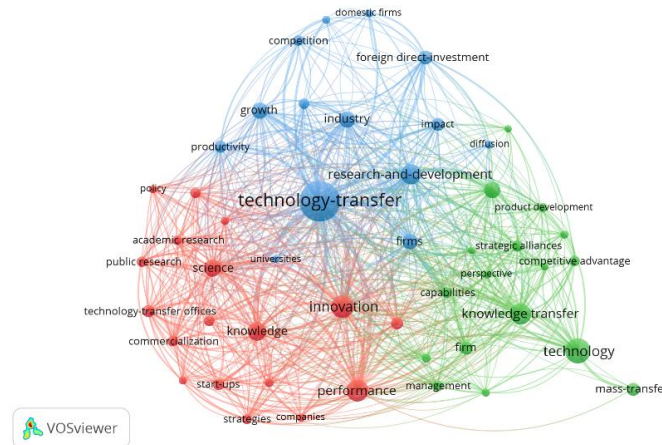 domestic firms
competition
foreign direct-investment
growth
industry
impact
productivity
diffusion
research-and-development
policy
technology-transfer
product development
academic research
firms
strategic alliances
public research
science
universities
perspective
competitive advantage
capabilities
technology-transfer offices
innovation
knowledge transfer
knowledge
commercialization
firm
technology
start-ups
performance
management
mass-transfer
strategies
companies
VOSviewer